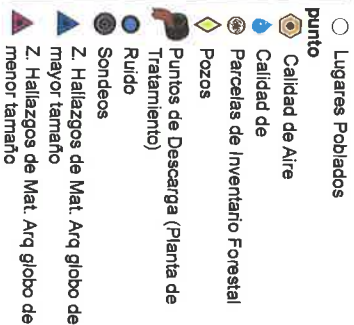 Lugares Poblados
punto
Calidad de Aire
Calidad de
Parcelas de Inventario Forestal
Pozos
Puntos de Descarga (Planta de
Tratamiento)
Ruido
Sondeos
Z. Hallazgos de Mat. Arq globo de
mayor tamaño
Z. Hallazgos de Mat. Arq globo de
menor tamaño